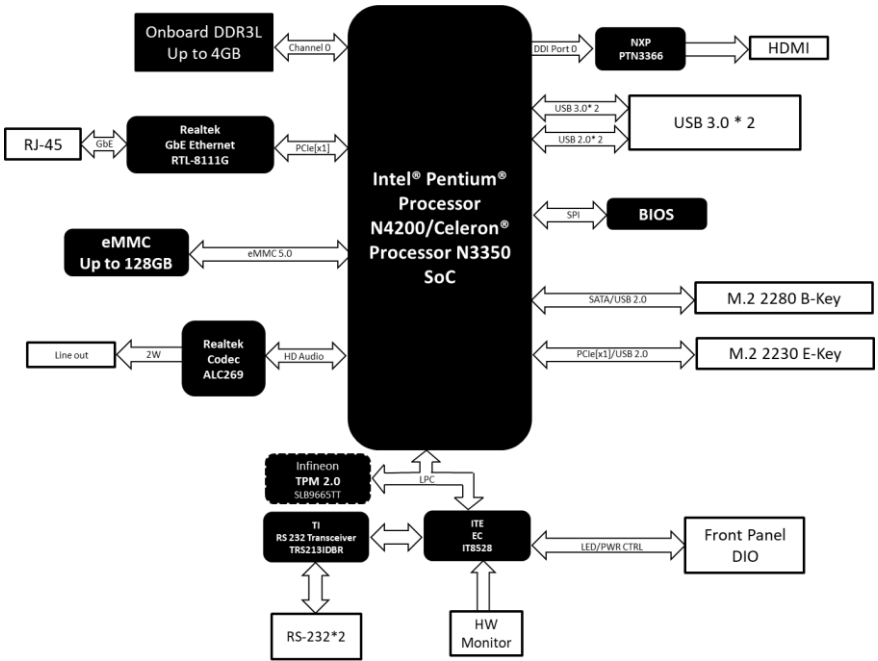 Onboard DDR3L
Up to 4GB
Channel 0
DDI Port 0
NXP
PTN3366
HDMI
RJ-45
GbE
Realtek
GbE Ethernet
RTL-8111G
PCIe[x1]
USB 3.0* 2
USB 2.0* 2
USB 3.0 * 2
Intel® Pentium®
Processor
N4200/Celeron®
Processor N3350
SoC
SPI
BIOS
eMMC
Up to 128GB
eMMC 5.0
SATA/USB 2.0
M.2 2280 B-Key
Line out
2W
Realtek
Codec
ALC269
HD Audio
PCIe[x1]/USB 2.0
M.2 2230 E-Key
Infineon
TPM 2.0
SLB9665TT
LPC
TI
RS 232 Transceiver
TRS213IDBR
ITE
EC
IT8528
LED/PWR CTRL
Front Panel
DIO
RS-232*2
HW
Monitor